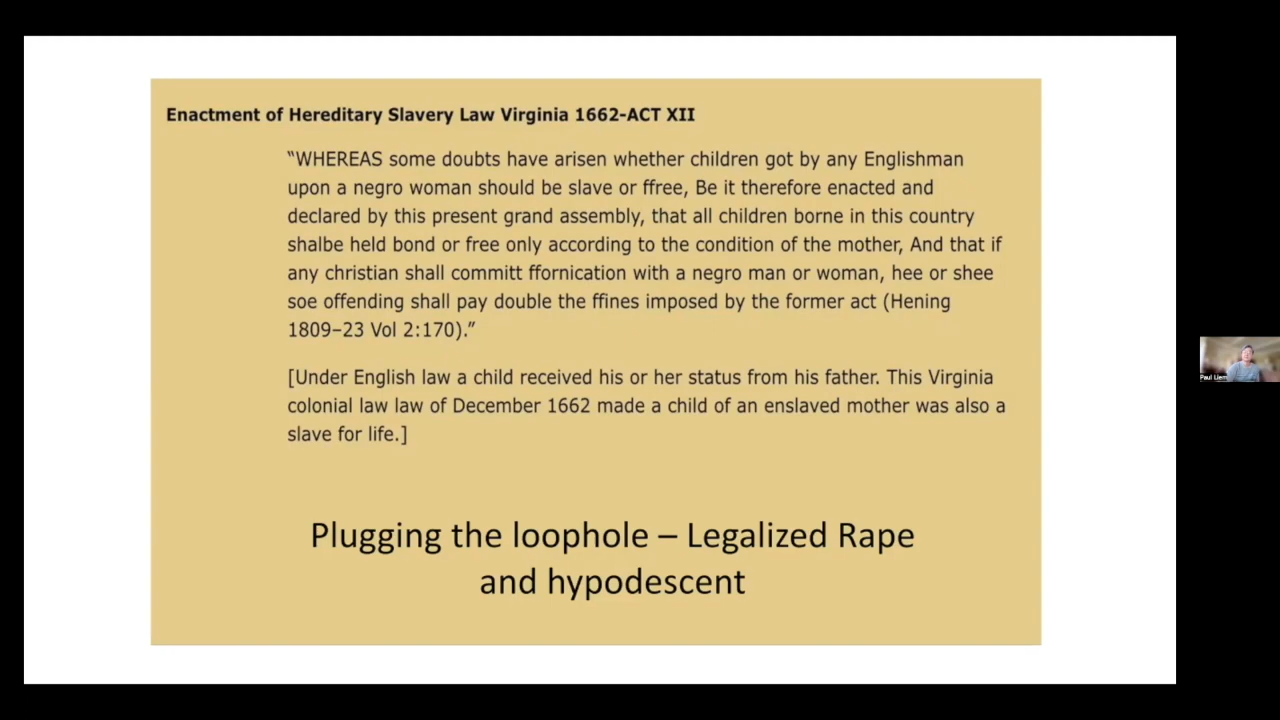 Enactment of Hereditary Slavery Law Virginia 1662-ACT XII
“WHEREAS some doubts have arisen whether children got by any Englishman
upon a negro woman should be slave or ffree, Be it therefore enacted and
declared by this present grand assembly, that all children borne in this country
shalbe held bond or free only according to the condition of the mother, And that if
any christian shall committ ffornication with a negro man or woman, hee or shee
soe offending shall pay double the ffines imposed by the former act (Hening
1809–23 Vol 2:170).”
[Under English law a child received his or her status from his father. This Virginia
colonial law law of December 1662 made a child of an enslaved mother was also a
slave for life.]
Plugging the loophole – Legalized Rape
and hypodescent
Paul